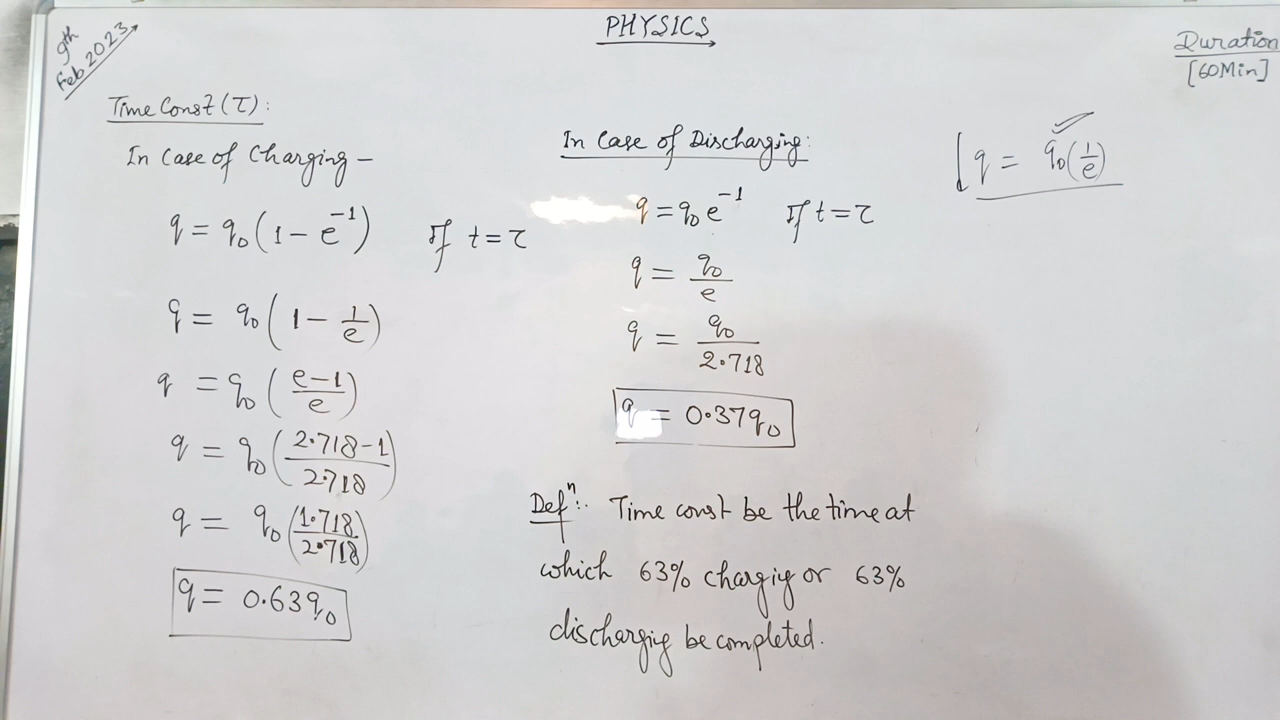 PHYSICS
9th
Feb 2023
Duration
[60Min]
Time Const (τ):
In Case of Charging –
q = q₀(1 – e⁻¹) If t = τ
q = q₀(1 – 1/e)
q = q₀((e–1)/e)
q = q₀((2.718–1)/2.718)
q = q₀(1.718/2.718)
q = 0.63q₀
In Case of Discharging:
q = q₀e⁻¹ If t = τ
q = q₀/e
q = q₀/2.718
q = 0.37q₀
Defⁿ:. Time const be the time at
which 63% chargig or 63%
dischargig be completed.
q = q₀(1/e)